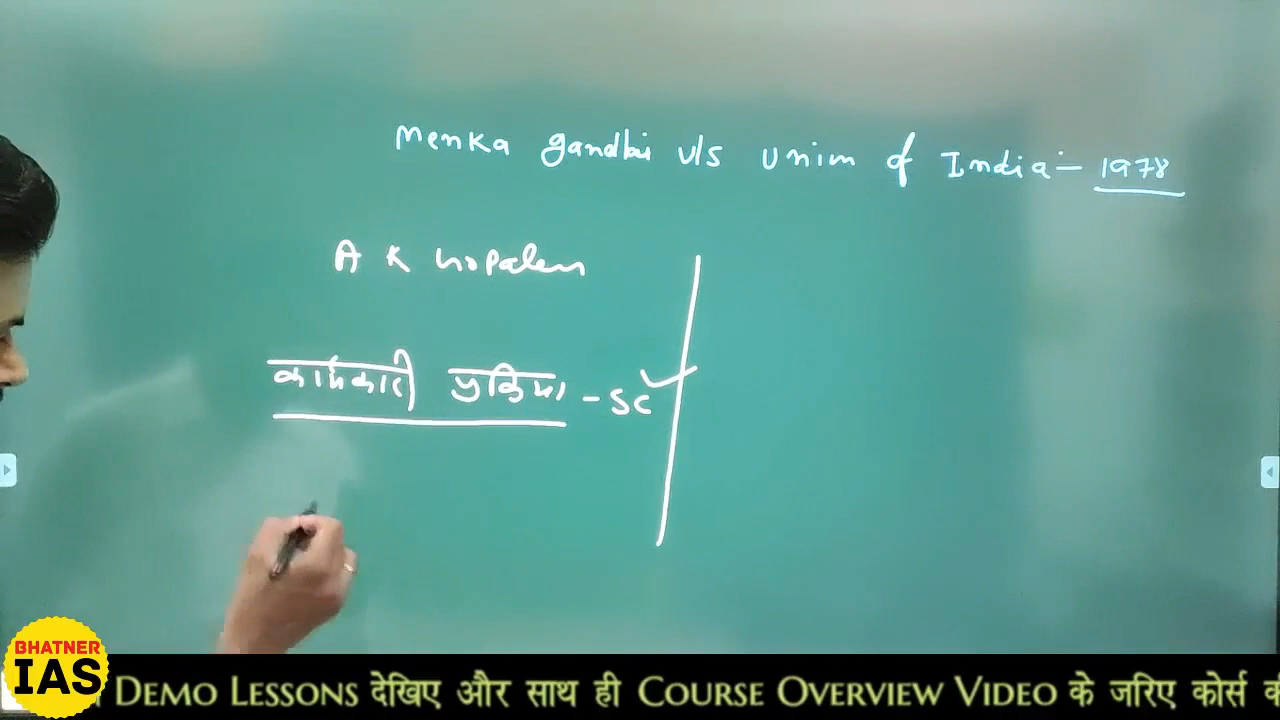 Menka gandhi v/s Union of India :- 1978
A K Gopalan
कार्यकारी प्रक्रिया - SC
BHATNER
IAS
DEMO LESSONS देखिए और साथ ही COURSE OVERVIEW VIDEO के जरिए कोर्स की